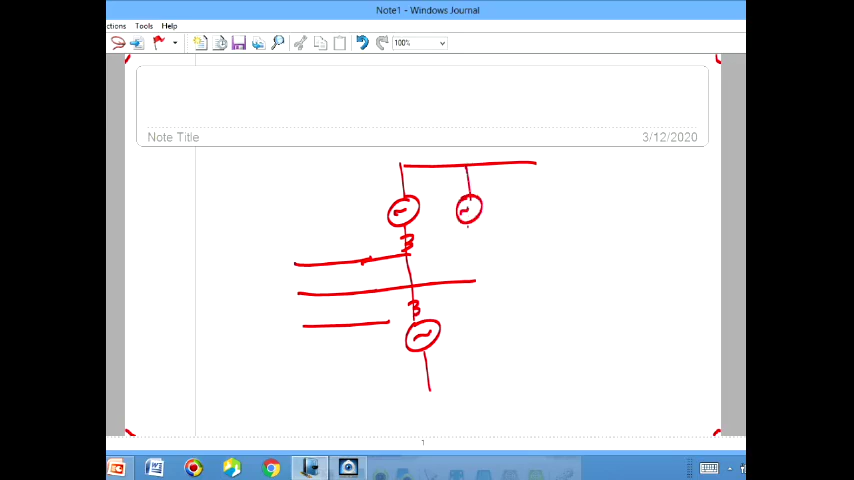 Note1 - Windows Journal
ctions Tools Help
100%
Note Title 3/12/2020
1